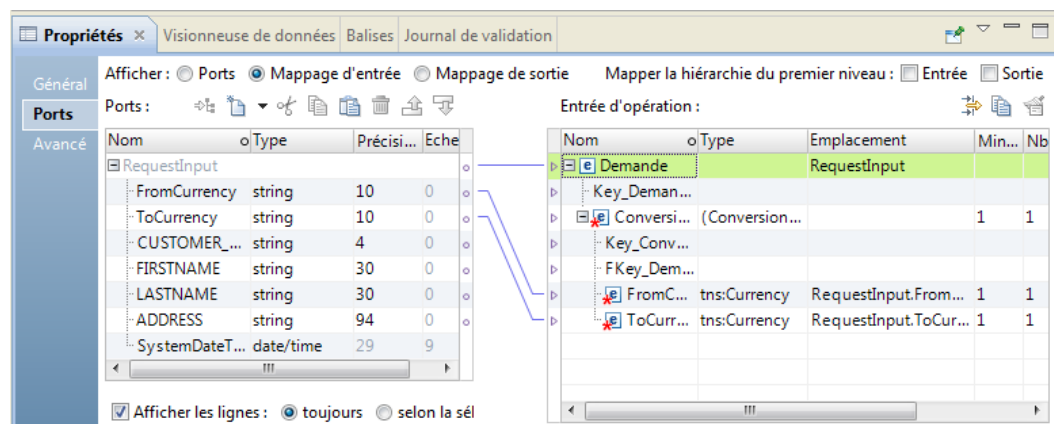 Propriétés Visionneuse de données Balises Journal de validation
Général
Ports
Avancé
Afficher : Ports Mappage d'entrée Mappage de sortie Mapper la hiérarchie du premier niveau : Entrée Sortie
Ports : Entrée d'opération :
Nom Type Précisi... Eche
RequestInput
FromCurrency string 10 0
ToCurrency string 10 0
CUSTOMER_... string 4 0
FIRSTNAME string 30 0
LASTNAME string 30 0
ADDRESS string 94 0
SystemDateT... date/time 29 9
Nom Type Emplacement Min... Nb
Demande RequestInput
Key_Deman...
Conversi... (Conversion... 1 1
Key_Conv...
FKey_Dem...
FromC... tns:Currency RequestInput.From... 1 1
ToCurr... tns:Currency RequestInput.ToCur... 1 1
Afficher les lignes : toujours selon la sél